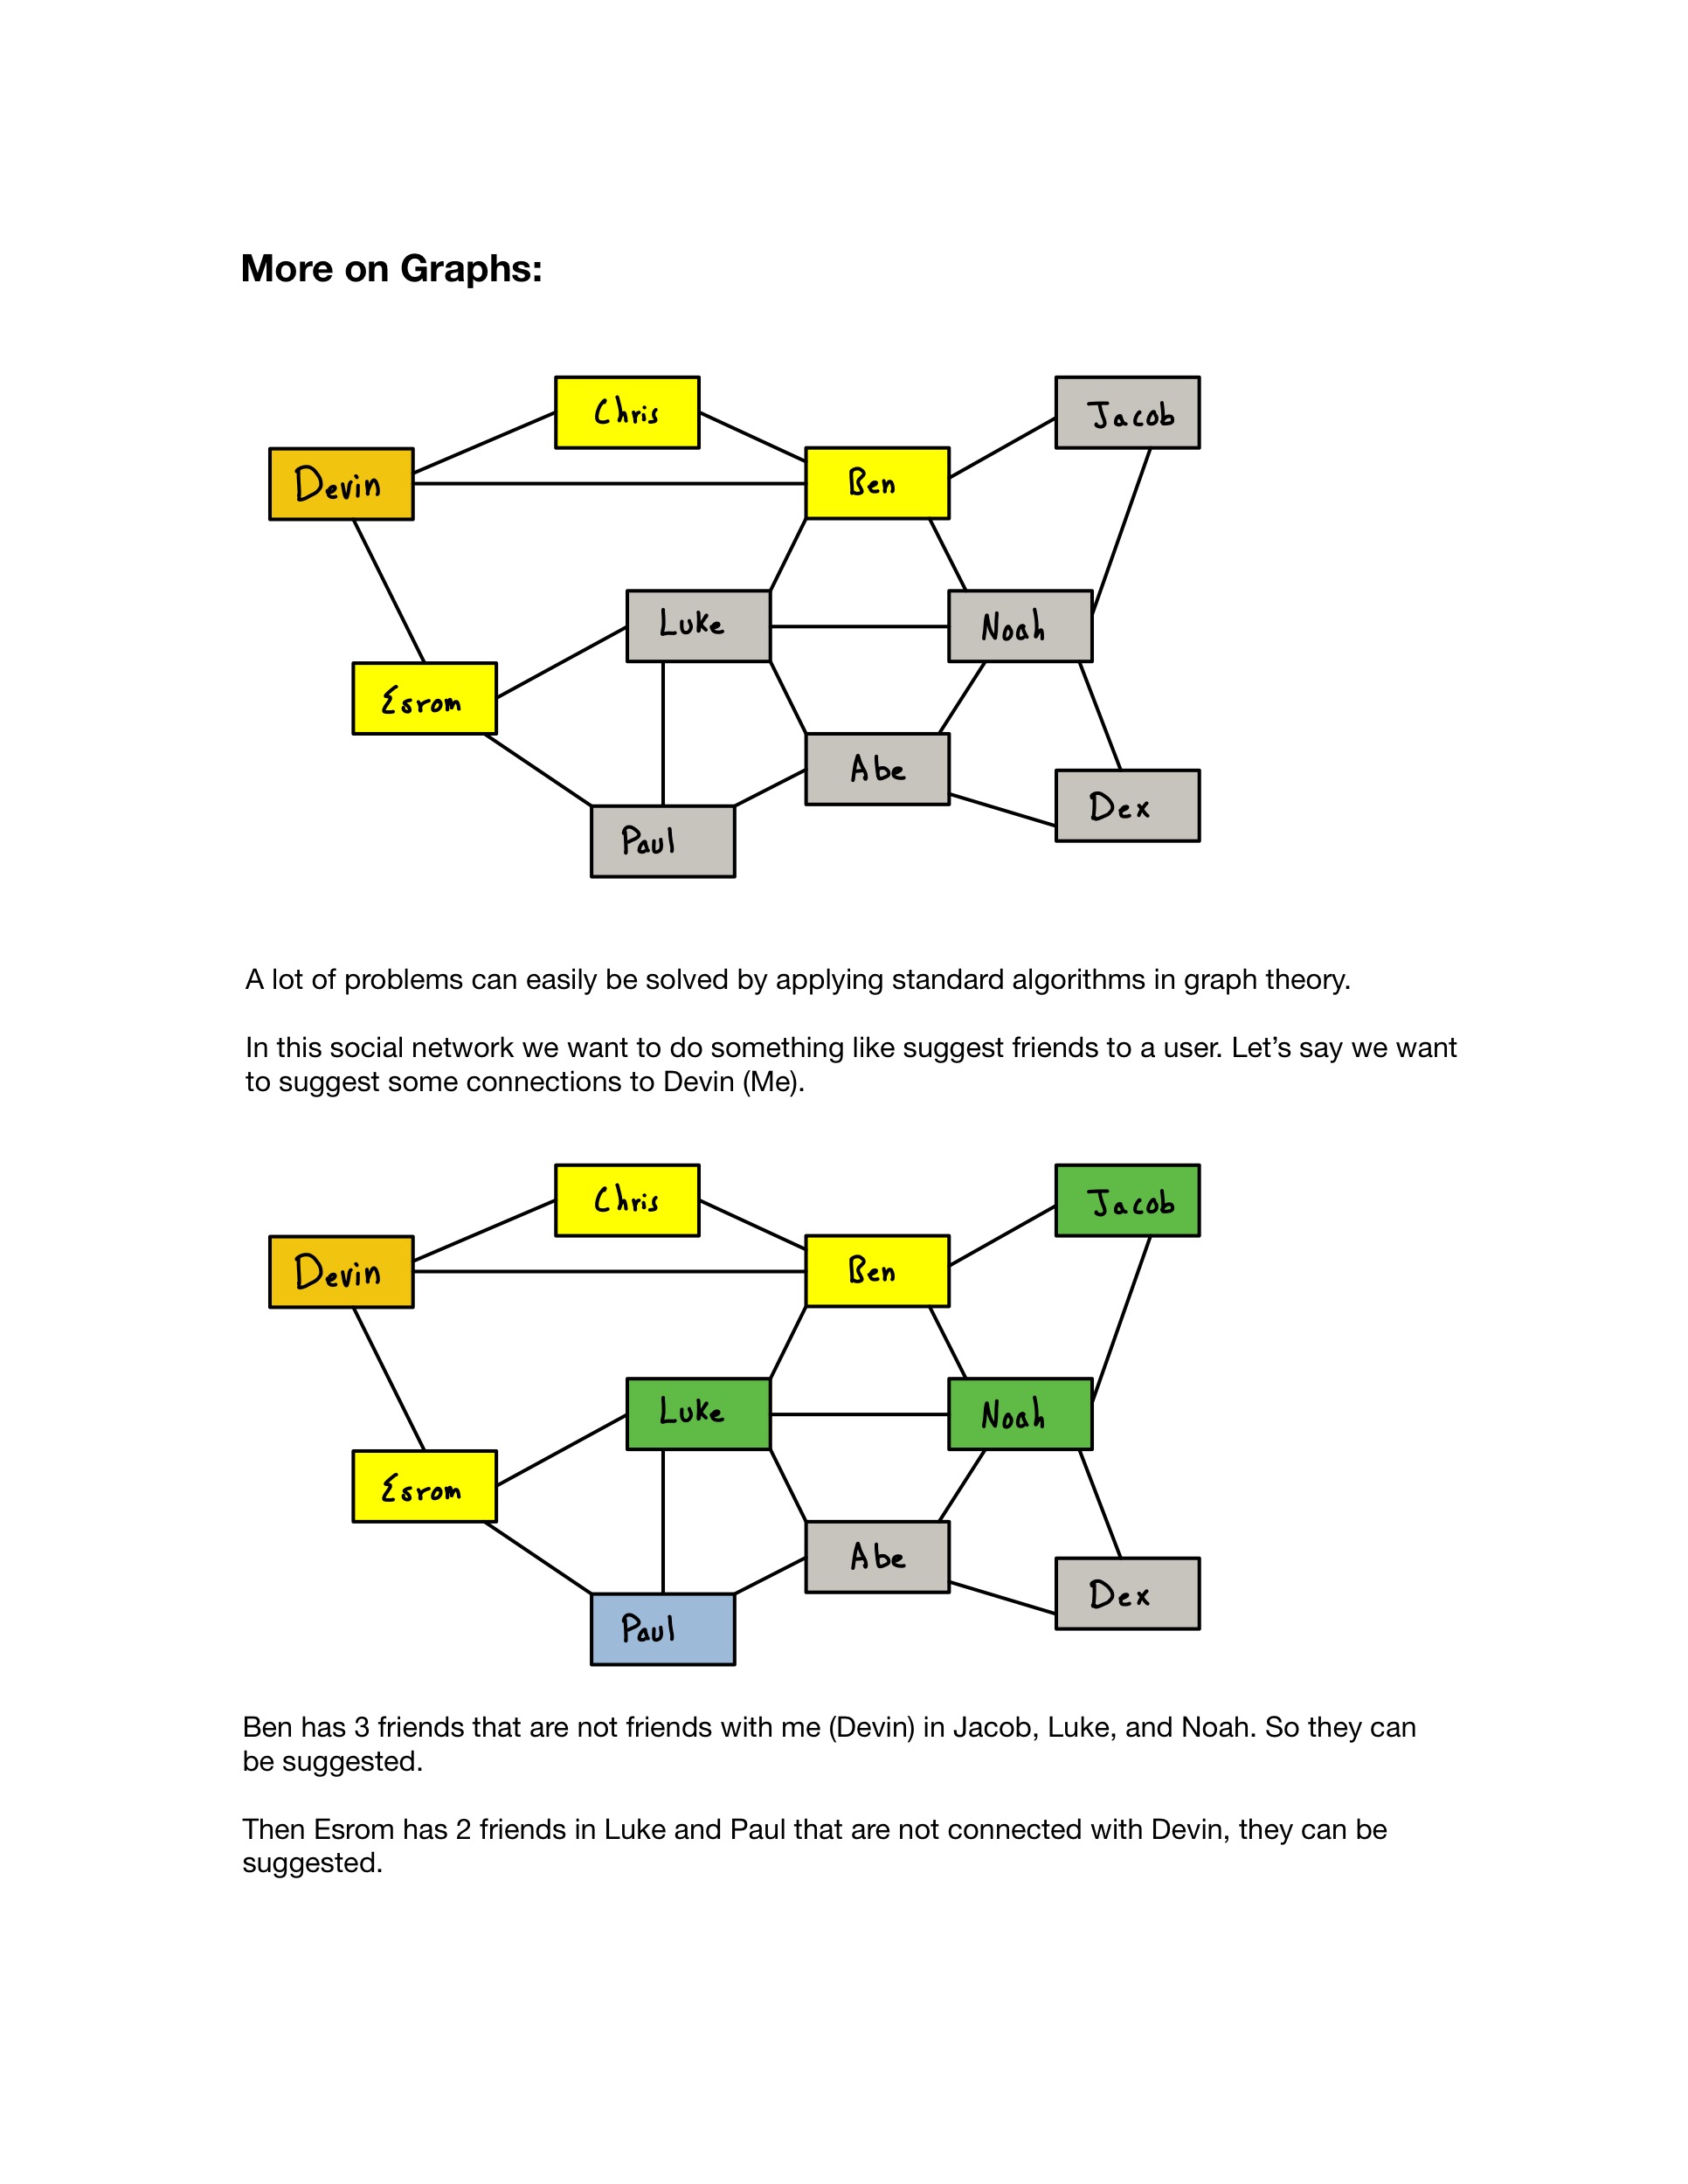 More on Graphs:
Chris
Jacob
Devin
Ben
Luke
Noah
Esrom
Abe
Dex
Paul
A lot of problems can easily be solved by applying standard algorithms in graph theory.
In this social network we want to do something like suggest friends to a user. Let’s say we want
to suggest some connections to Devin (Me).
Chris
Jacob
Devin
Ben
Luke
Noah
Esrom
Abe
Dex
Paul
Ben has 3 friends that are not friends with me (Devin) in Jacob, Luke, and Noah. So they can
be suggested.
Then Esrom has 2 friends in Luke and Paul that are not connected with Devin, they can be
suggested.